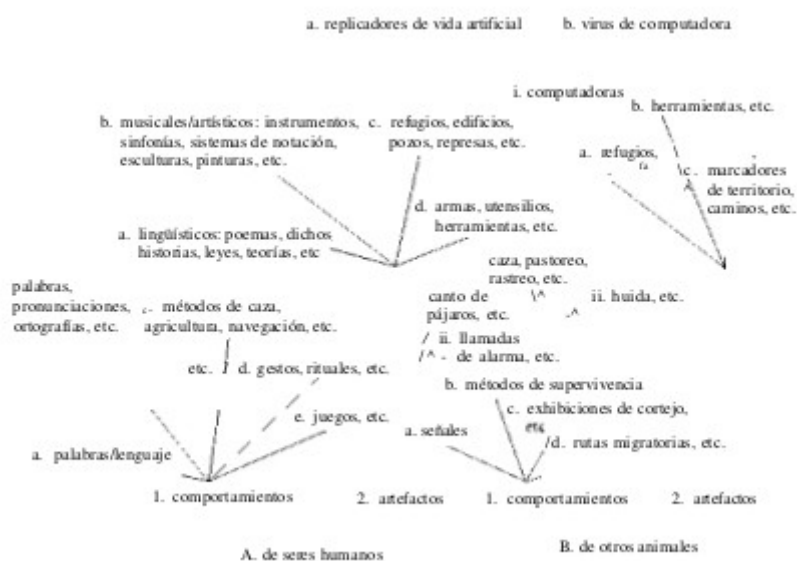 a. replicadores de vida artificial b. virus de computadora
i. computadoras
b. herramientas, etc.
b. musicales/artísticos: instrumentos, c. refugios, edificios,
sinfonías, sistemas de notación, pozos, represas, etc.
esculturas, pinturas, etc.
a. refugios,
c. marcadores
de territorio,
caminos, etc.
d. armas, utensilios,
herramientas, etc.
a. lingüísticos: poemas, dichos
historias, leyes, teorías, etc
caza, pastoreo,
rastreo, etc.
palabras,
pronunciaciones,
ortografías, etc.
c. métodos de caza,
agricultura, navegación, etc.
canto de
pájaros, etc.
ii. huida, etc.
ii. llamadas
de alarma, etc.
etc. d. gestos, rituales, etc.
b. métodos de supervivencia
e. juegos, etc.
c. exhibiciones de cortejo,
etc.
a. señales
d. rutas migratorias, etc.
a. palabras/lenguaje
1. comportamientos 2. artefactos 1. comportamientos 2. artefactos
A. de seres humanos B. de otros animales